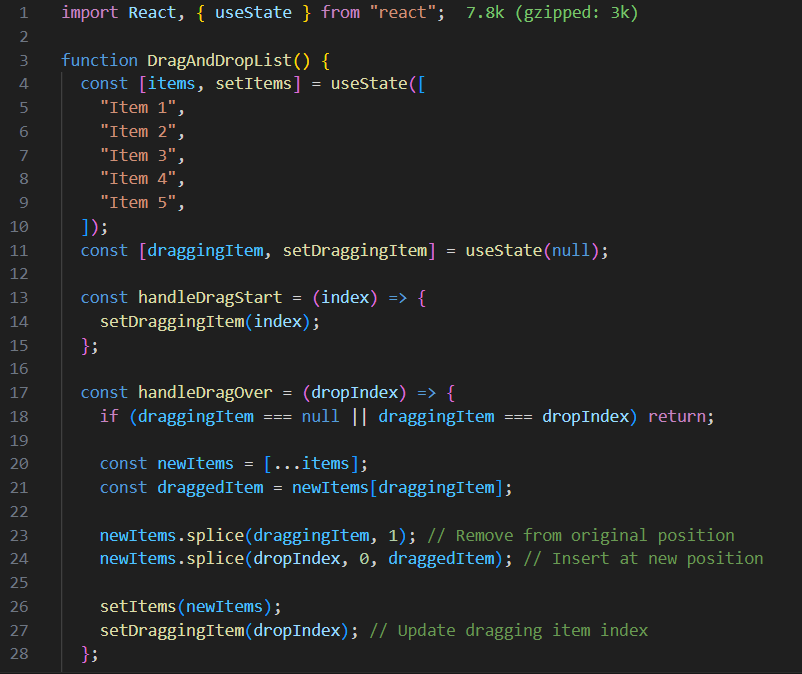 1 import React, { useState } from "react"; 7.8k (gzipped: 3k)
2
3 function DragAndDropList() {
4   const [items, setItems] = useState([
5     "Item 1",
6     "Item 2",
7     "Item 3",
8     "Item 4",
9     "Item 5",
10   ]);
11   const [draggingItem, setDraggingItem] = useState(null);
12
13   const handleDragStart = (index) => {
14     setDraggingItem(index);
15   };
16
17   const handleDragOver = (dropIndex) => {
18     if (draggingItem === null || draggingItem === dropIndex) return;
19
20     const newItems = [...items];
21     const draggedItem = newItems[draggingItem];
22
23     newItems.splice(draggingItem, 1); // Remove from original position
24     newItems.splice(dropIndex, 0, draggedItem); // Insert at new position
25
26     setItems(newItems);
27     setDraggingItem(dropIndex); // Update dragging item index
28   };